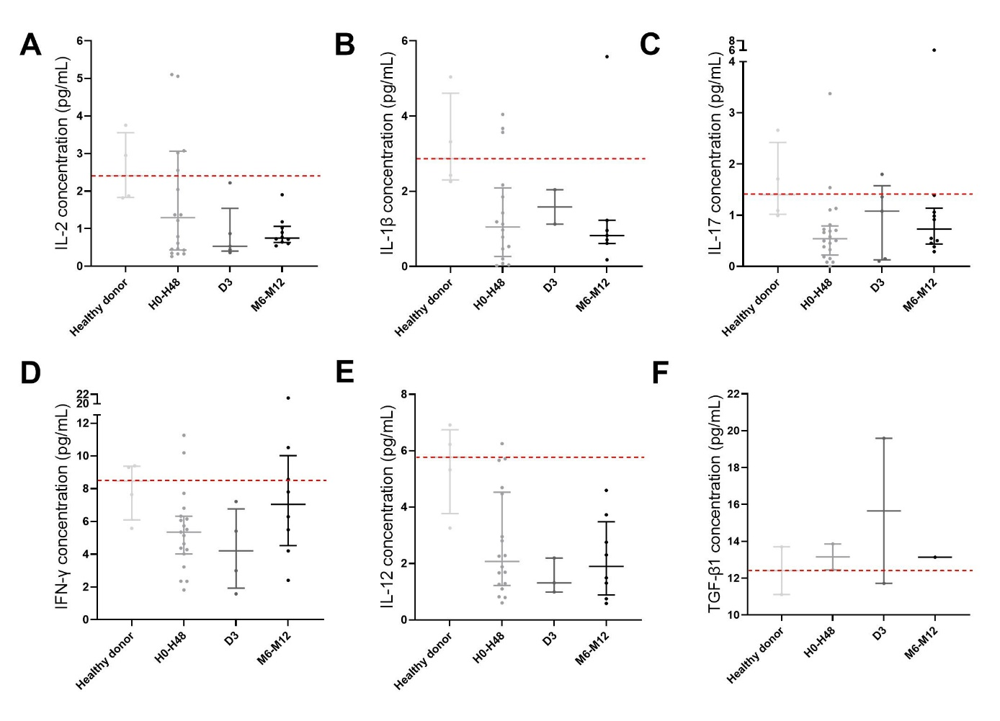 A
IL-2 concentration (pg/mL)
6
5
4
3
2
1
0
Healthy donor
H0-H48
D3
M6-M12
B
IL-1β concentration (pg/mL)
6
4
2
0
Healthy donor
H0-H48
D3
M6-M12
C
IL-17 concentration (pg/mL)
8
6
4
3
2
1
0
Healthy donor
H0-H48
D3
M6-M12
D
IFN-γ concentration (pg/mL)
22
20
12
10
8
6
4
2
0
Healthy donor
H0-H48
D3
M6-M12
E
IL-12 concentration (pg/mL)
8
6
4
2
0
Healthy donor
H0-H48
D3
M6-M12
F
TGF-β1 concentration (pg/mL)
22
20
18
16
14
12
10
Healthy donor
H0-H48
D3
M6-M12